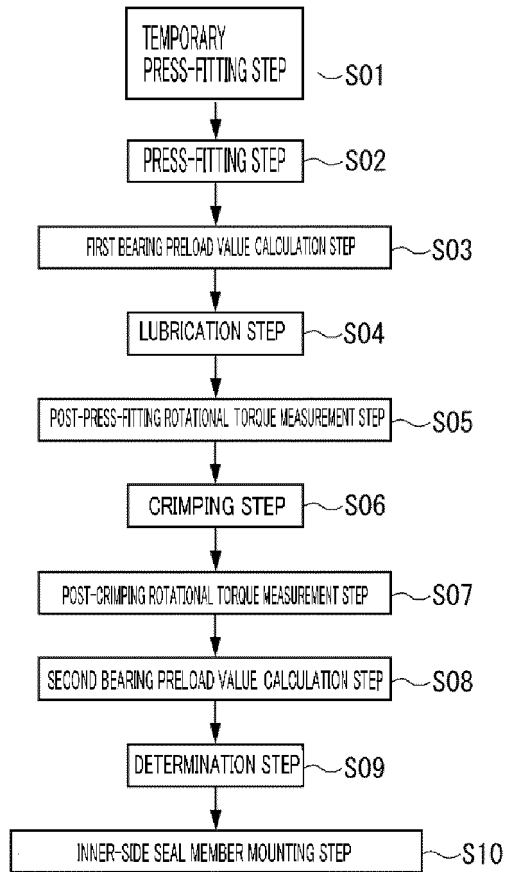 TEMPORARY
PRESS-FITTING STEP
S01
PRESS-FITTING STEP
S02
FIRST BEARING PRELOAD VALUE CALCULATION STEP
S03
LUBRICATION STEP
S04
POST-PRESS-FITTING ROTATIONAL TORQUE MEASUREMENT STEP
S05
CRIMPING STEP
S06
POST-CRIMPING ROTATIONAL TORQUE MEASUREMENT STEP
S07
SECOND BEARING PRELOAD VALUE CALCULATION STEP
S08
DETERMINATION STEP
S09
INNER-SIDE SEAL MEMBER MOUNTING STEP
S10